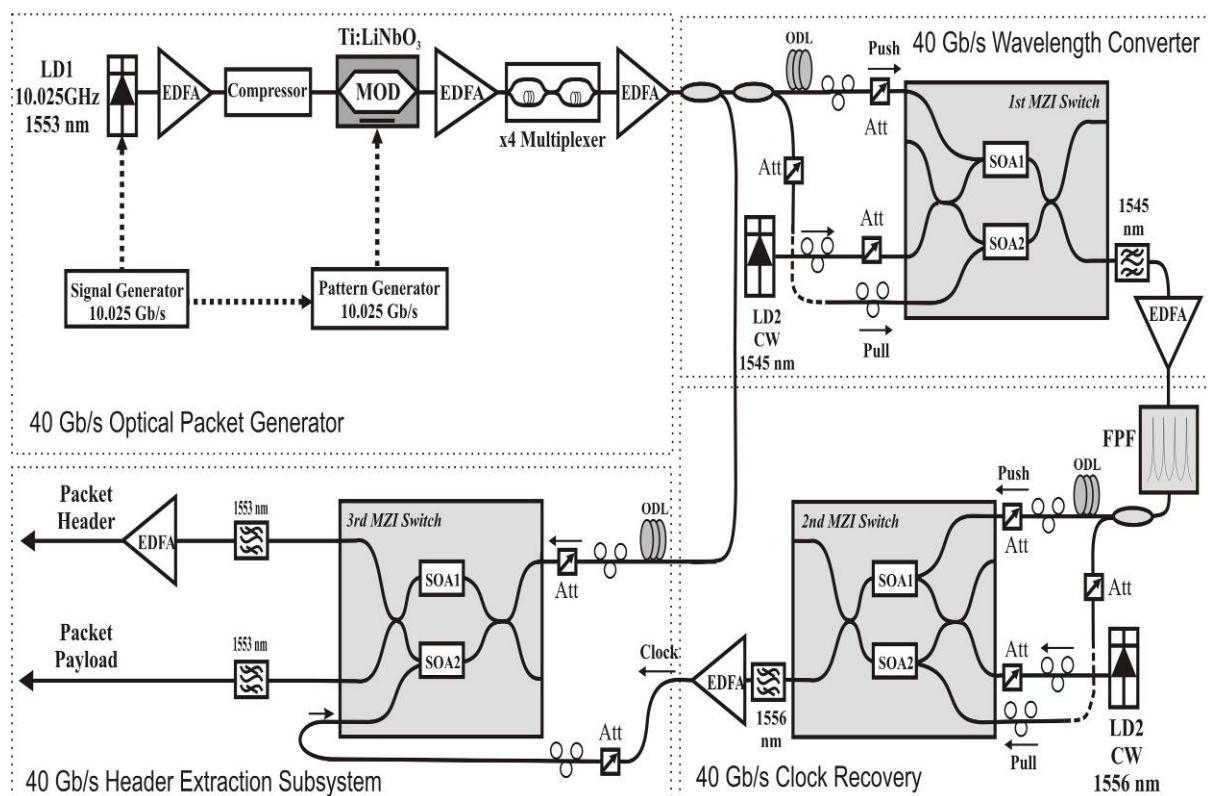 LD1
10.025GHz
1553 nm
EDFA
Compressor
Ti:LiNbO3
MOD
EDFA
x4 Multiplexer
EDFA
Signal Generator
10.025 Gb/s
Pattern Generator
10.025 Gb/s
40 Gb/s Optical Packet Generator
40 Gb/s Wavelength Converter
ODL
Push
Att
1st MZI Switch
SOA1
SOA2
Att
Att
LD2
CW
1545 nm
Pull
1545
nm
EDFA
FPF
ODL
Push
Att
Att
2nd MZI Switch
SOA1
SOA2
Att
Pull
LD2
CW
1556 nm
1556
nm
EDFA
Clock
40 Gb/s Clock Recovery
Packet
Header
EDFA
1553 nm
Packet
Payload
1553 nm
3rd MZI Switch
SOA1
SOA2
ODL
Att
Att
40 Gb/s Header Extraction Subsystem